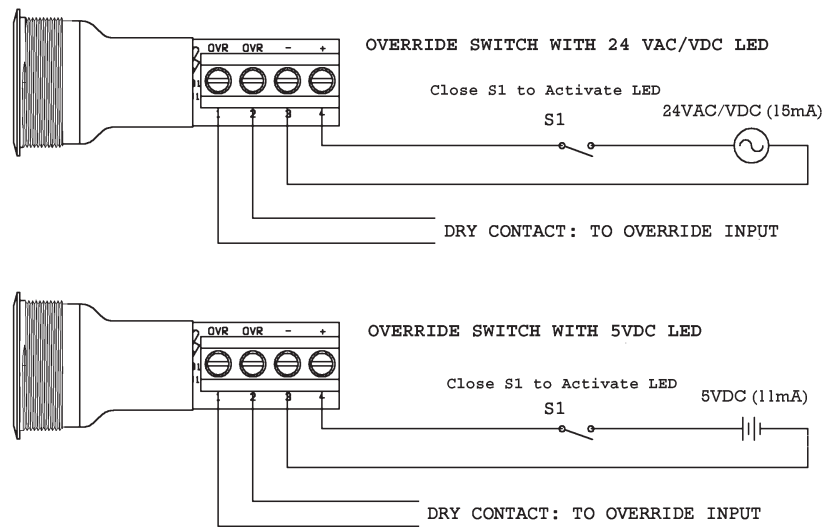 OVR OVR - +
OVERRIDE SWITCH WITH 24 VAC/VDC LED
Close S1 to Activate LED
S1
24VAC/VDC (15mA)
1 2 3 4
DRY CONTACT: TO OVERRIDE INPUT
OVR OVR - +
OVERRIDE SWITCH WITH 5VDC LED
Close S1 to Activate LED
S1
5VDC (11mA)
1 2 3 4
DRY CONTACT: TO OVERRIDE INPUT